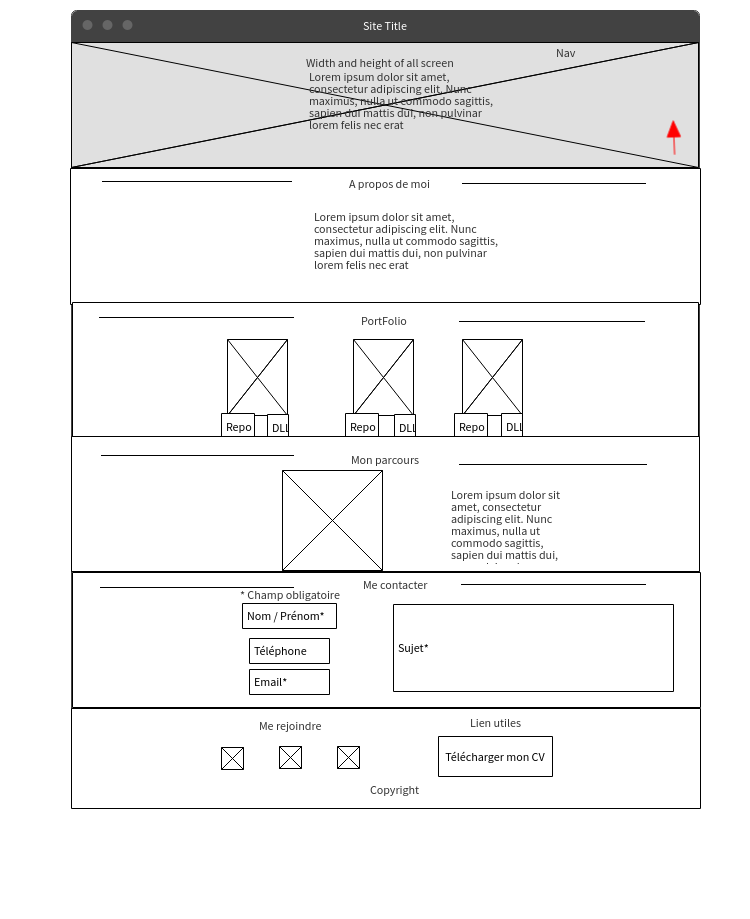 Site Title
Nav
Width and height of all screen
Lorem ipsum dolor sit amet,
consectetur adipiscing elit. Nunc
maximus, nulla ut commodo sagittis,
sapien dui mattis dui, non pulvinar
lorem felis nec erat
A propos de moi
Lorem ipsum dolor sit amet,
consectetur adipiscing elit. Nunc
maximus, nulla ut commodo sagittis,
sapien dui mattis dui, non pulvinar
lorem felis nec erat
PortFolio
Repo DLL Repo DLL Repo DLL
Mon parcours
Lorem ipsum dolor sit
amet, consectetur
adipiscing elit. Nunc
maximus, nulla ut
commodo sagittis,
sapien dui mattis dui,
Me contacter
* Champ obligatoire
Nom / Prénom*
Téléphone
Email*
Sujet*
Me rejoindre
Lien utiles
Télécharger mon CV
Copyright